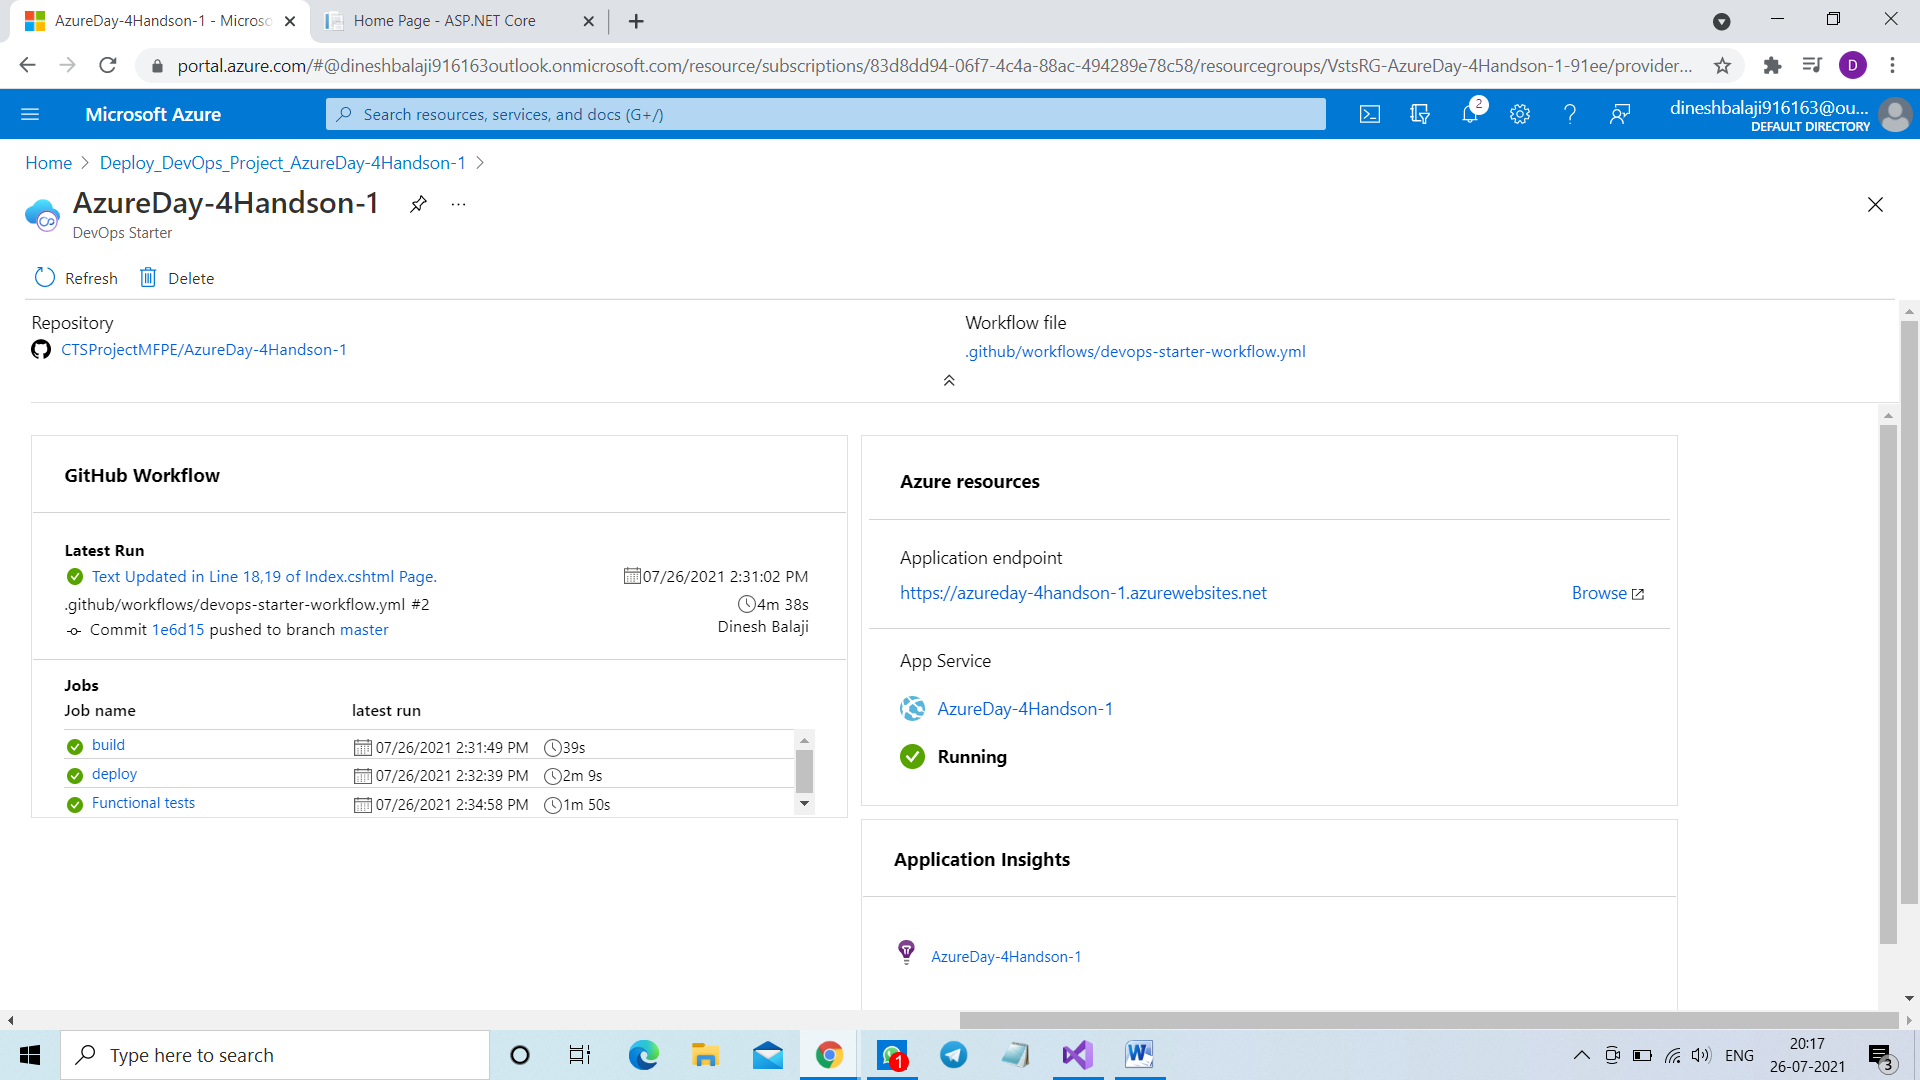 AzureDay-4Handson-1 - Microso
Home Page - ASP.NET Core
portal.azure.com/#@dineshbalaji916163outlook.onmicrosoft.com/resource/subscriptions/83d8dd94-06f7-4c4a-88ac-494289e78c58/resourcegroups/VstsRG-AzureDay-4Handson-1-91ee/provider...
D
Microsoft Azure
Search resources, services, and docs (G+/)
2
dineshbalaji916163@ou...
DEFAULT DIRECTORY
Home > Deploy_DevOps_Project_AzureDay-4Handson-1 >
AzureDay-4Handson-1 ...
DevOps Starter
Refresh Delete
Repository
CTSProjectMFPE/AzureDay-4Handson-1
Workflow file
.github/workflows/devops-starter-workflow.yml
GitHub Workflow
Latest Run
Text Updated in Line 18,19 of Index.cshtml Page. 07/26/2021 2:31:02 PM
.github/workflows/devops-starter-workflow.yml #2 4m 38s
Commit 1e6d15 pushed to branch master Dinesh Balaji
Jobs
Job name latest run
build 07/26/2021 2:31:49 PM 39s
deploy 07/26/2021 2:32:39 PM 2m 9s
Functional tests 07/26/2021 2:34:58 PM 1m 50s
Azure resources
Application endpoint
https://azureday-4handson-1.azurewebsites.net Browse
App Service
AzureDay-4Handson-1
Running
Application Insights
AzureDay-4Handson-1
Type here to search
1
W
ENG
20:17
26-07-2021
3